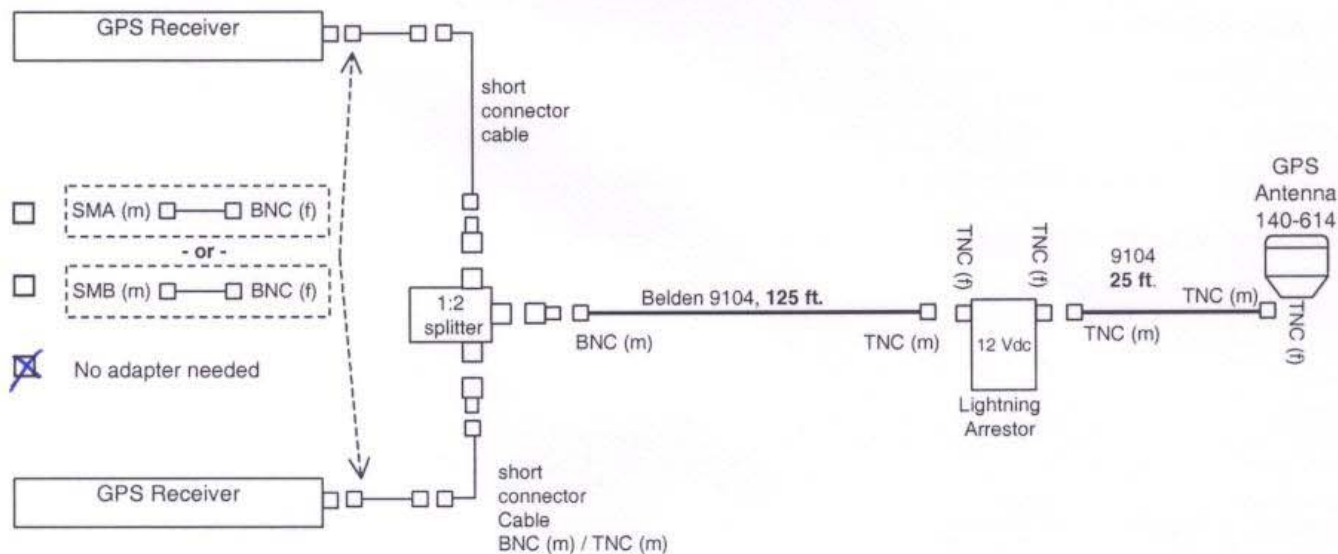 GPS Receiver
short
connector
cable
GPS
Antenna
140-614
SMA (m)
BNC (f)
- or -
SMB (m)
BNC (f)
TNC (f)
TNC (f)
9104
25 ft.
TNC (m)
1:2
splitter
Belden 9104, 125 ft.
BNC (m)
TNC (m)
12 Vdc
TNC (m)
TNC (f)
No adapter needed
Lightning
Arrestor
GPS Receiver
short
connector
Cable
BNC (m) / TNC (m)